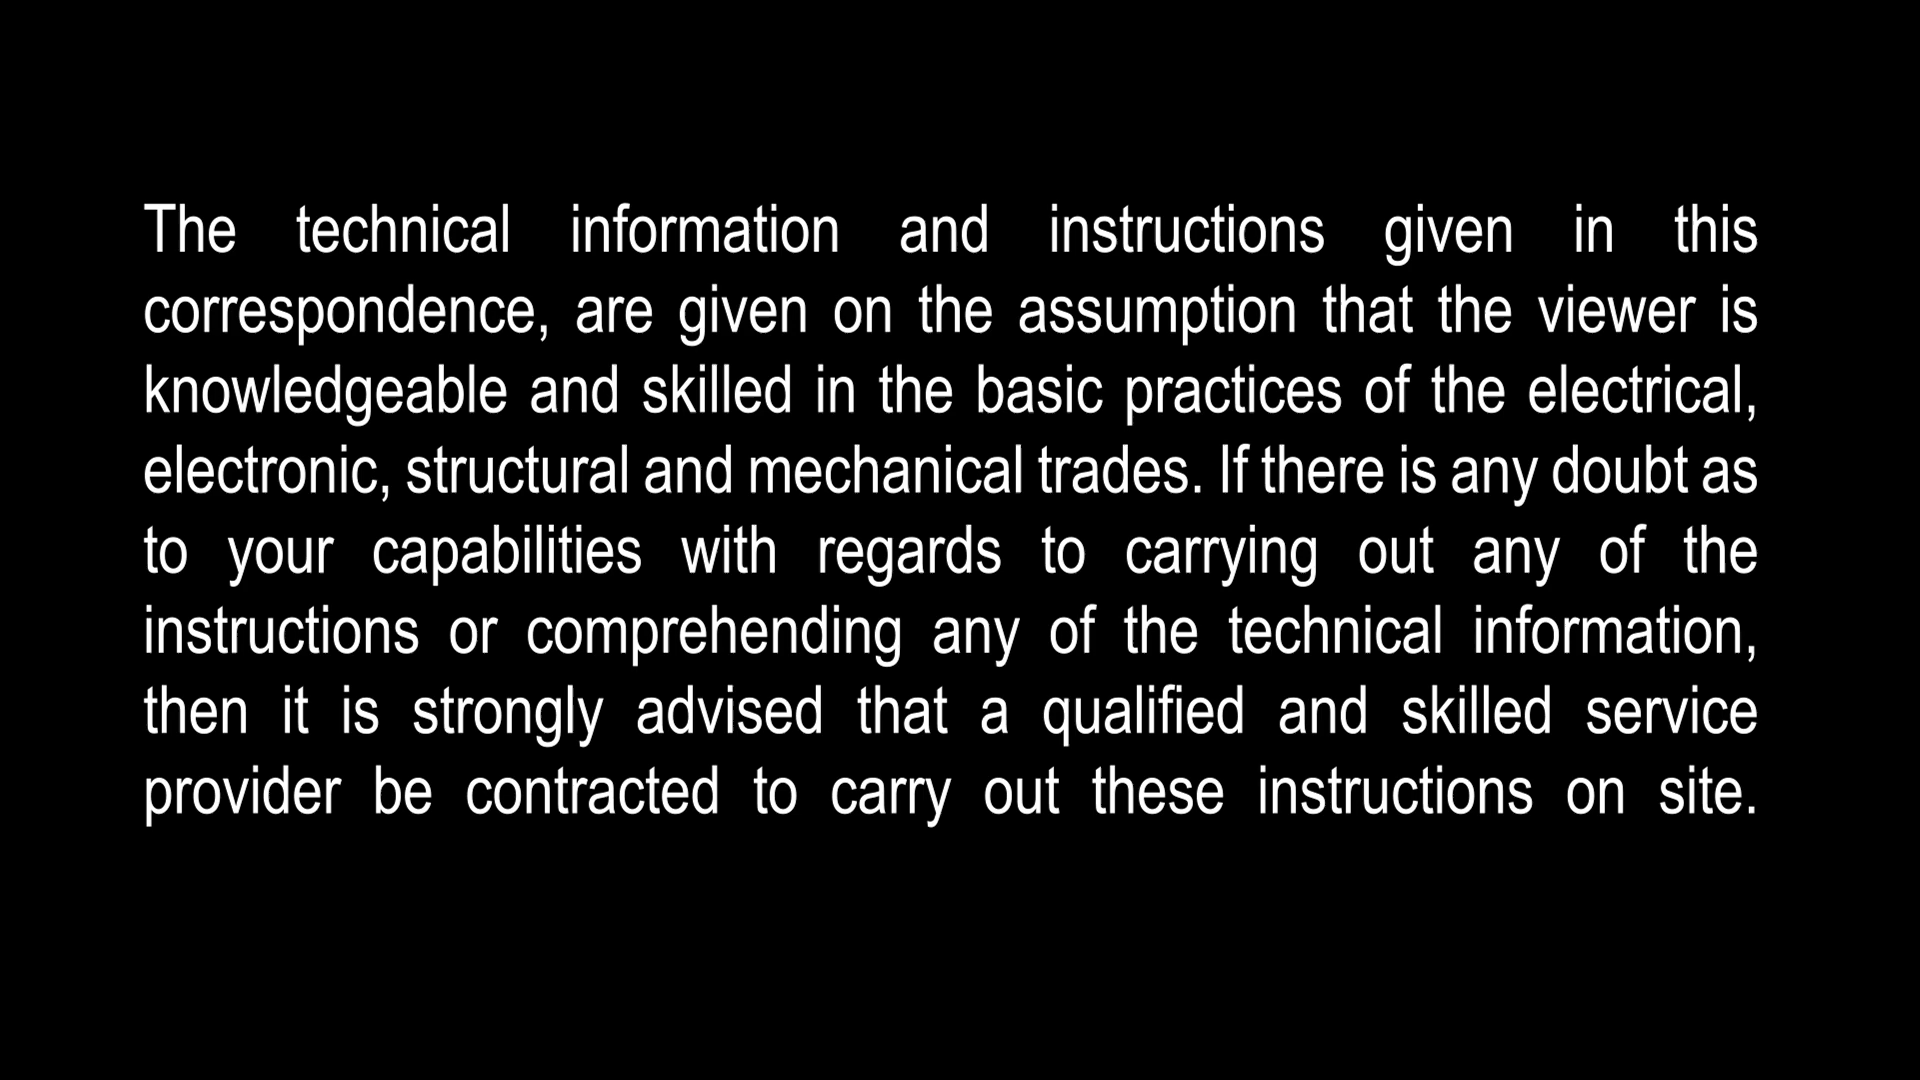 The technical information and instructions given in this
correspondence, are given on the assumption that the viewer is
knowledgeable and skilled in the basic practices of the electrical,
electronic, structural and mechanical trades. If there is any doubt as
to your capabilities with regards to carrying out any of the
instructions or comprehending any of the technical information,
then it is strongly advised that a qualified and skilled service
provider be contracted to carry out these instructions on site.